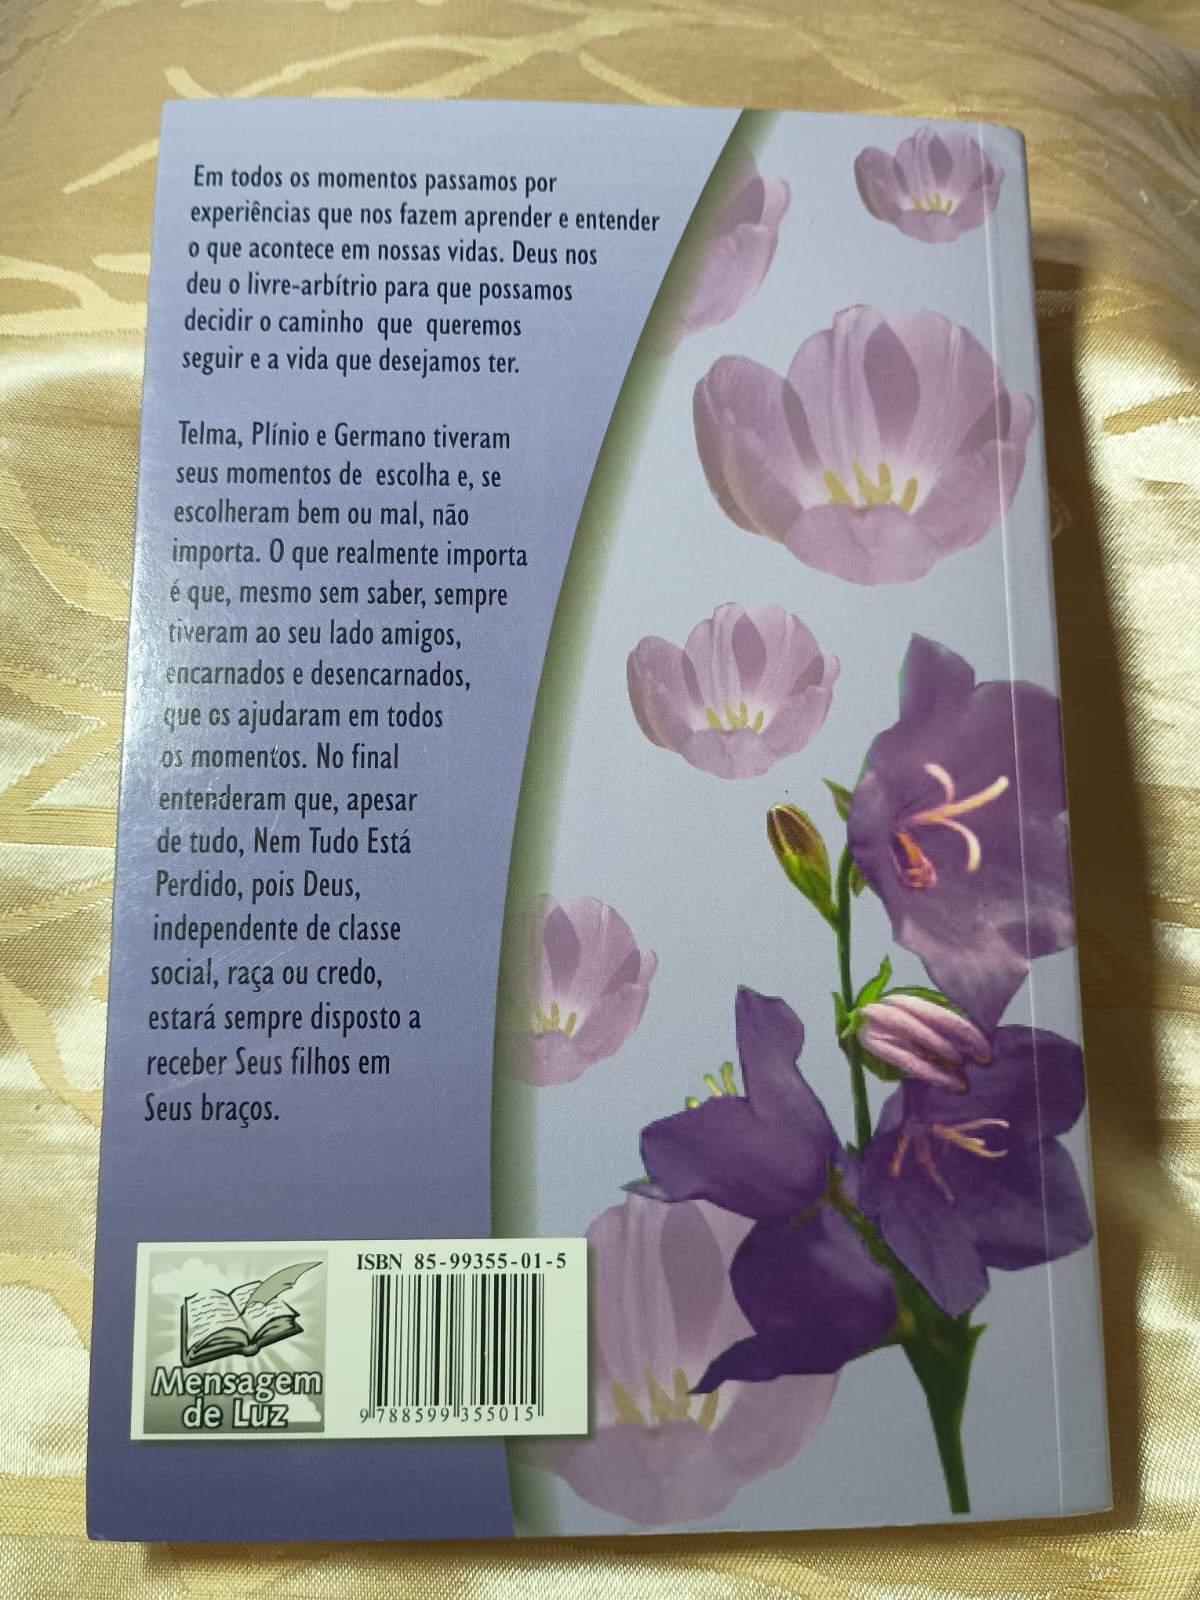 Em todos os momentos passamos por
experiências que nos fazem aprender e entender
o que acontece em nossas vidas. Deus nos
deu o livre-arbítrio para que possamos
decidir o caminho que queremos
seguir e a vida que desejamos ter.
Telma, Plínio e Germano tiveram
seus momentos de escolha e, se
escolheram bem ou mal, não
importa. O que realmente importa
é que, mesmo sem saber, sempre
tiveram ao seu lado amigos,
encarnados e desencarnados,
que os ajudaram em todos
os momentos. No final
entenderam que, apesar
de tudo, Nem Tudo Está
Perdido, pois Deus,
independente de classe
social, raça ou credo,
estará sempre disposto a
receber Seus filhos em
Seus braços.
Mensagem
de Luz
ISBN 85-99355-01-5
9 788599 355015